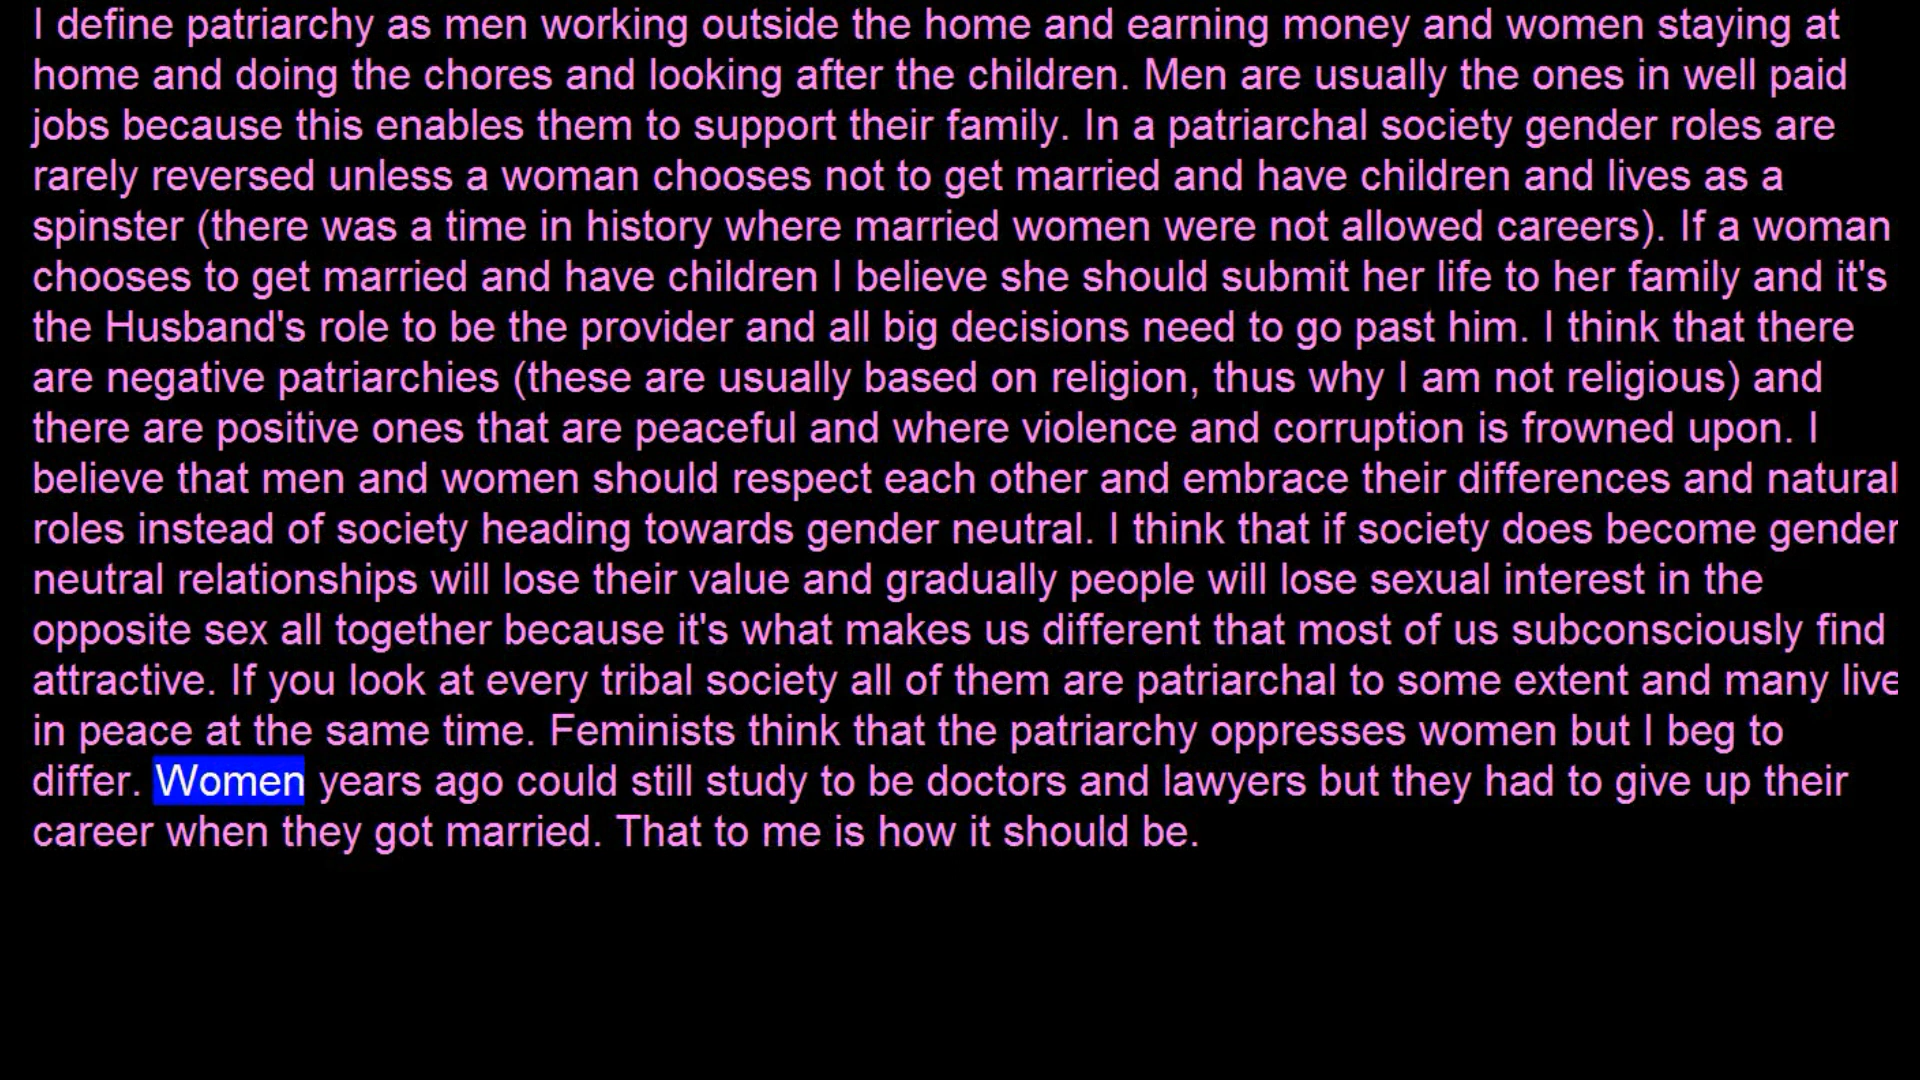 I define patriarchy as men working outside the home and earning money and women staying at
home and doing the chores and looking after the children. Men are usually the ones in well paid
jobs because this enables them to support their family. In a patriarchal society gender roles are
rarely reversed unless a woman chooses not to get married and have children and lives as a
spinster (there was a time in history where married women were not allowed careers). If a woman
chooses to get married and have children I believe she should submit her life to her family and it's
the Husband's role to be the provider and all big decisions need to go past him. I think that there
are negative patriarchies (these are usually based on religion, thus why I am not religious) and
there are positive ones that are peaceful and where violence and corruption is frowned upon. I
believe that men and women should respect each other and embrace their differences and natural
roles instead of society heading towards gender neutral. I think that if society does become gender
neutral relationships will lose their value and gradually people will lose sexual interest in the
opposite sex all together because it's what makes us different that most of us subconsciously find
attractive. If you look at every tribal society all of them are patriarchal to some extent and many live
in peace at the same time. Feminists think that the patriarchy oppresses women but I beg to
differ. Women years ago could still study to be doctors and lawyers but they had to give up their
career when they got married. That to me is how it should be.